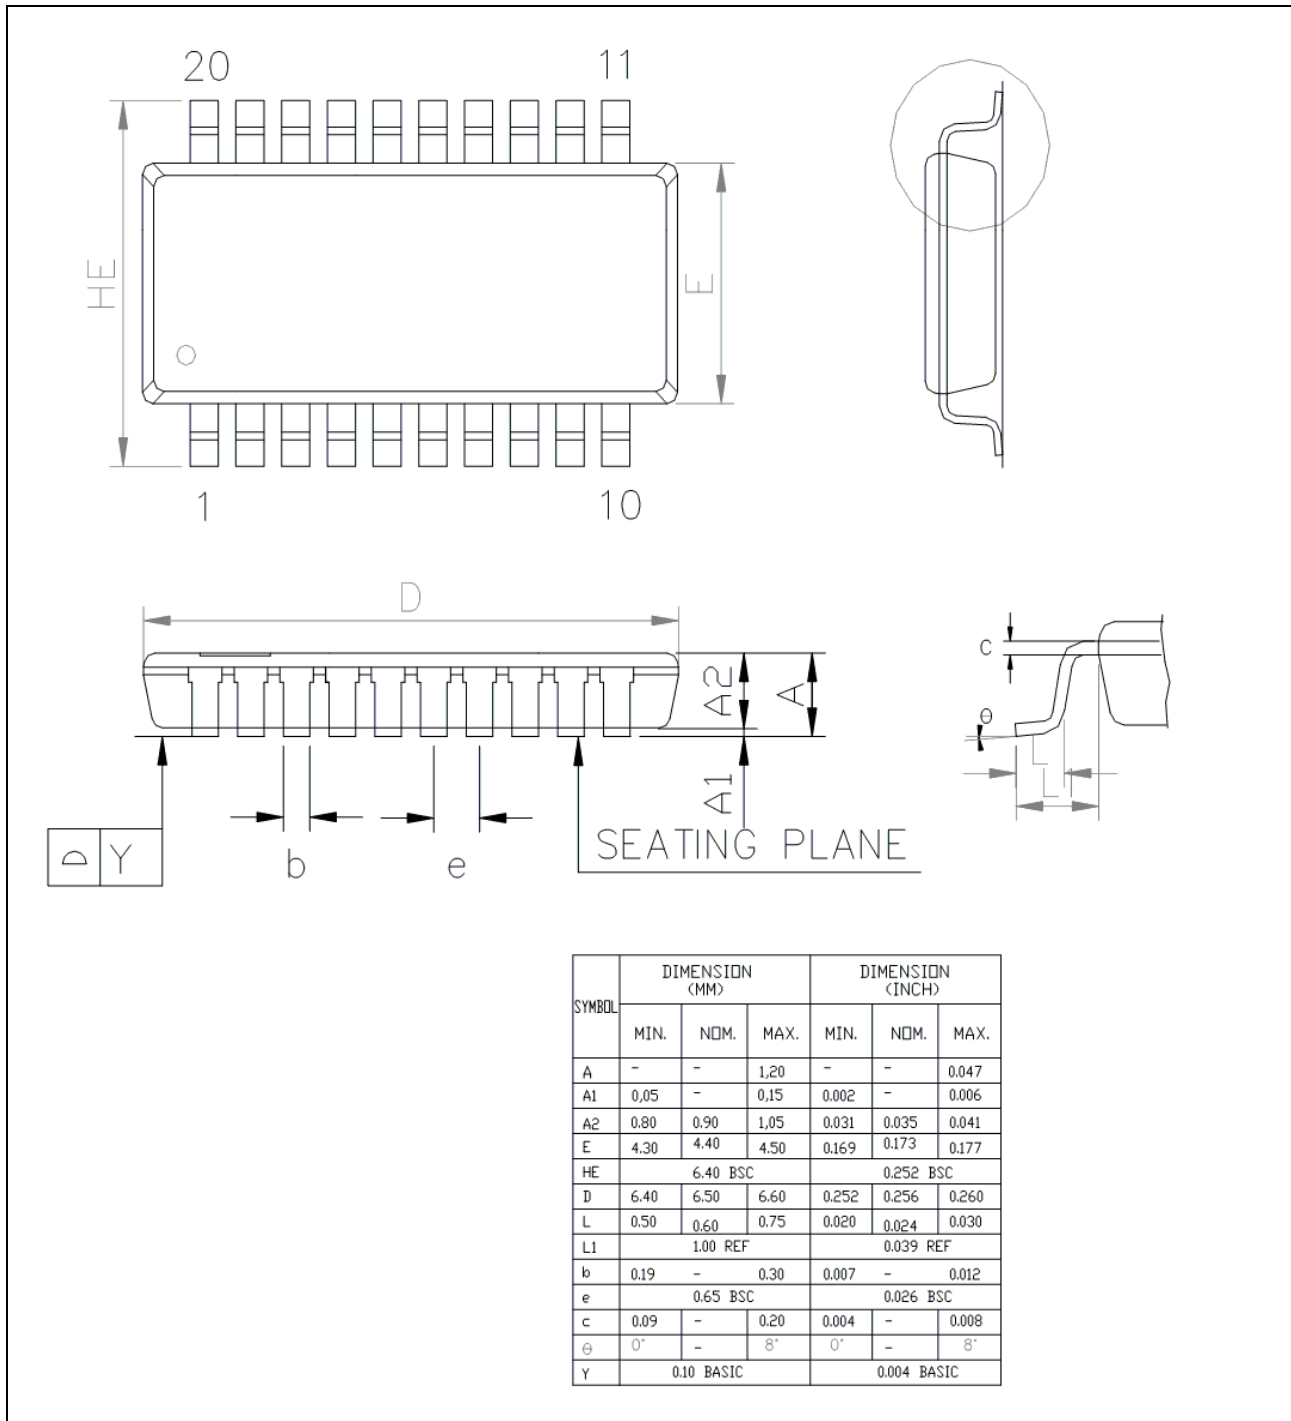 20 11
HE
E
1 10
D
A2
A
A1
c
θ
L
L
D Y
b
e
SEATING PLANE
SYMBOL DIMENSION (MM) DIMENSION (INCH)
MIN. NOM. MAX. MIN. NOM. MAX.
A - - 1,20 - - 0.047
A1 0,05 - 0,15 0.002 - 0.006
A2 0.80 0.90 1,05 0.031 0.035 0.041
E 4.30 4.40 4.50 0.169 0.173 0.177
HE 6.40 BSC 0.252 BSC
D 6.40 6.50 6.60 0.252 0.256 0.260
L 0.50 0.60 0.75 0.020 0.024 0.030
L1 1.00 REF 0.039 REF
b 0.19 - 0.30 0.007 - 0.012
e 0.65 BSC 0.026 BSC
c 0.09 - 0.20 0.004 - 0.008
θ 0° - 8° 0° - 8°
Y 0.10 BASIC 0.004 BASIC